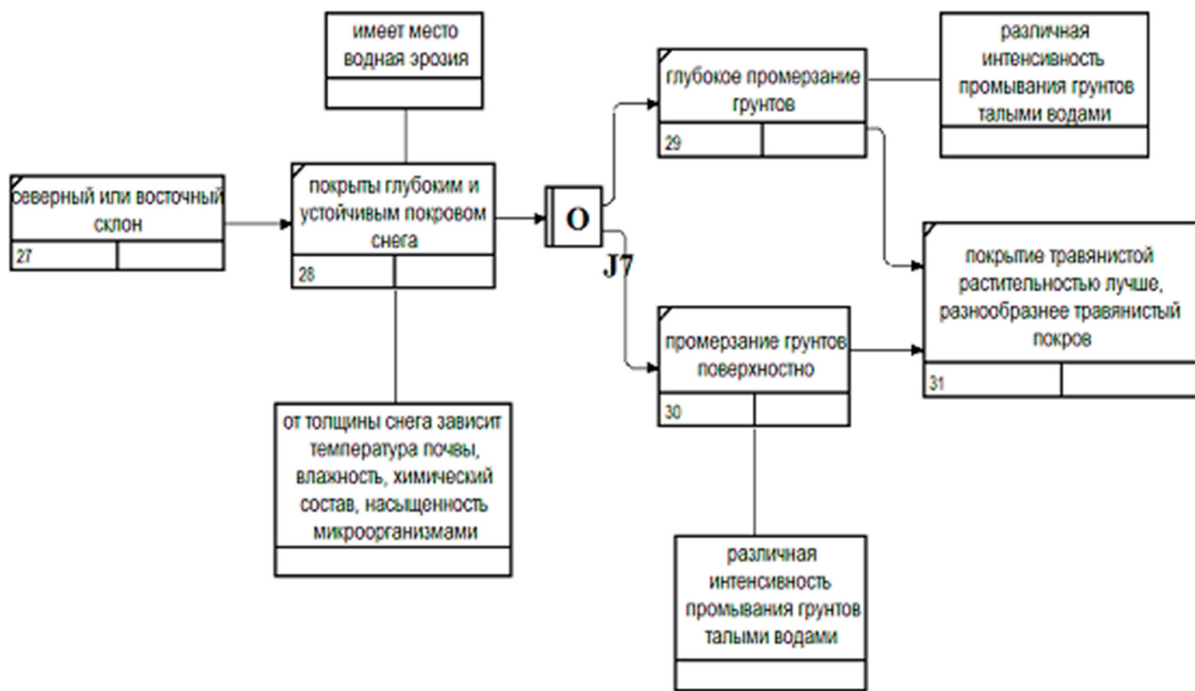 имеет место
водная эрозия
различная
интенсивность
промывания грунтов
талыми водами
глубокое промерзание
грунтов
29
северный или восточный
склон
27
покрыты глубоким и
устойчивым покровом
снега
28
O
J7
покрытие травянистой
растительностью лучше,
разнообразнее травянистый
покров
31
промерзание грунтов
поверхностно
30
от толщины снега зависит
температура почвы,
влажность, химический
состав, насыщенность
микроорганизмами
различная
интенсивность
промывания грунтов
талыми водами